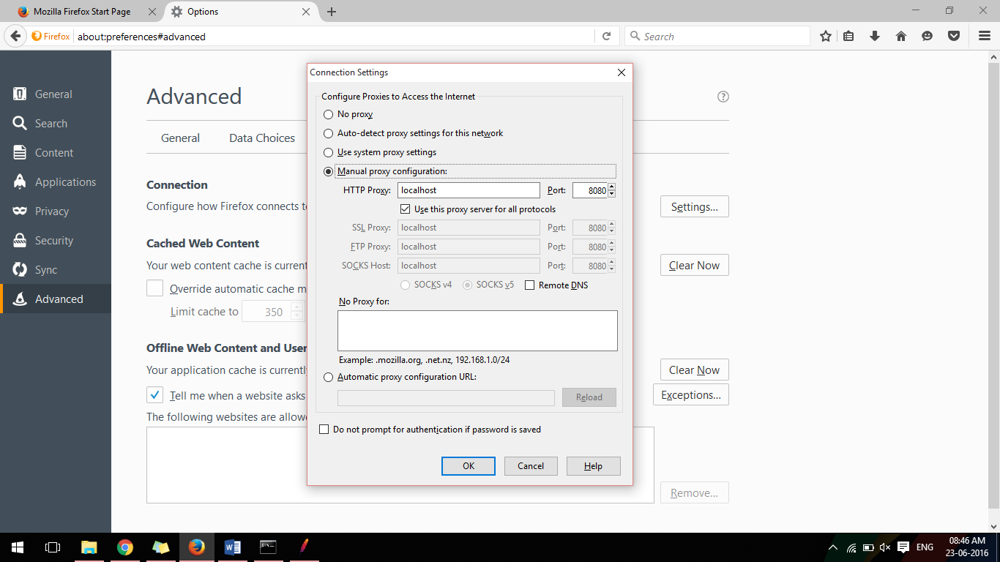 Mozilla Firefox Start Page
Options
Firefox
about:preferences#advanced
Search
General
Search
Content
Applications
Privacy
Security
Sync
Advanced
Advanced
General
Data Choices
Connection
Configure how Firefox connects
Settings...
Cached Web Content
Your web content cache is
Clear Now
Override automatic cache
Limit cache to 350
Offline Web Content and User
Your application cache is
Clear Now
Tell me when a website asks
Exceptions...
The following websites are
Remove...
Connection Settings
Configure Proxies to Access the Internet
No proxy
Auto-detect proxy settings for this network
Use system proxy settings
Manual proxy configuration:
HTTP Proxy: localhost Port: 8080
Use this proxy server for all protocols
SSL Proxy: localhost Port: 8080
FTP Proxy: localhost Port: 8080
SOCKS Host: localhost Port: 8080
SOCKS v4 SOCKS v5 Remote DNS
No Proxy for:
Example: .mozilla.org, .net.nz, 192.168.1.0/24
Automatic proxy configuration URL:
Reload
Do not prompt for authentication if password is saved
OK Cancel Help
ENG
08:46 AM
23-06-2016